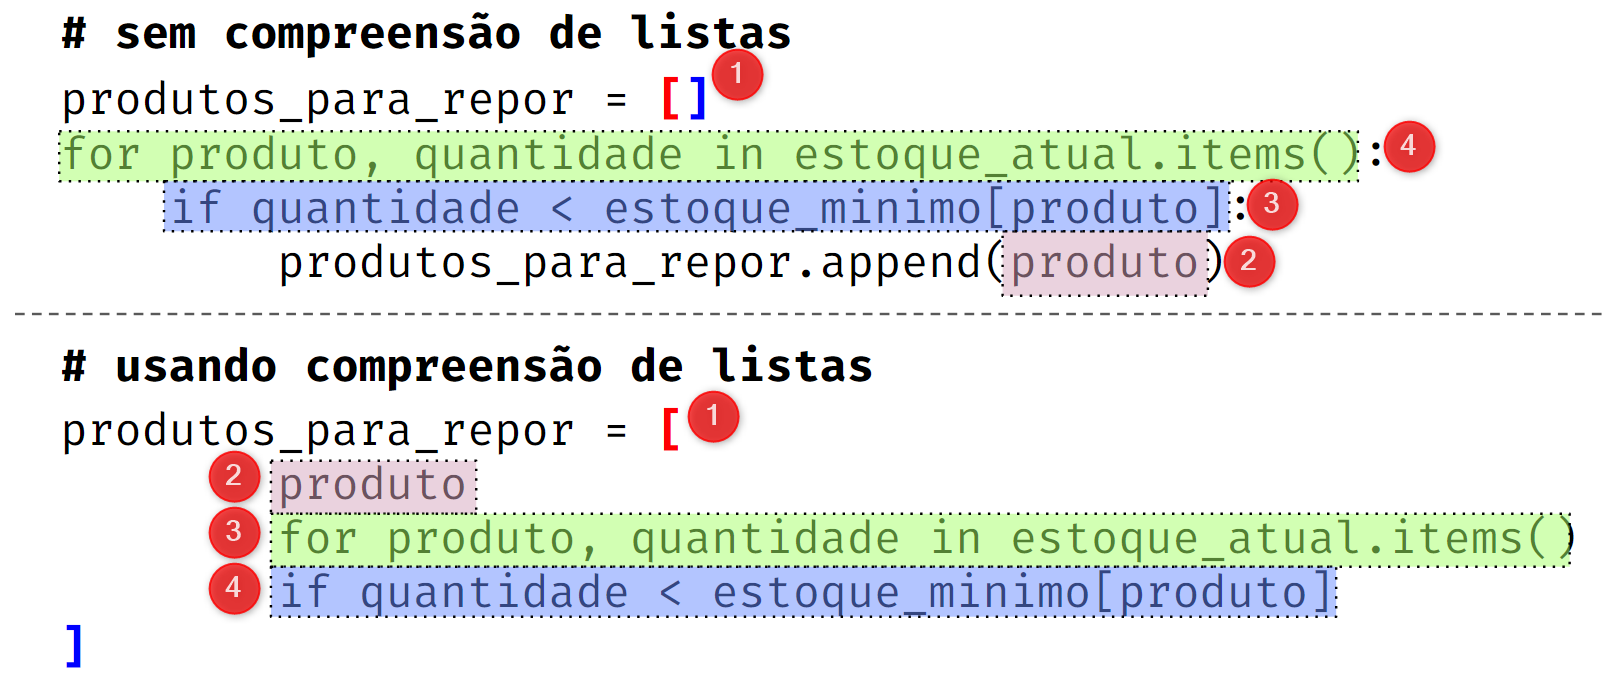 # sem compreensão de listas
produtos_para_repor = [] 1
for produto, quantidade in estoque_atual.items(): 4
if quantidade < estoque_minimo[produto]: 3
produtos_para_repor.append(produto) 2
# usando compreensão de listas
produtos_para_repor = [ 1
2 produto
3 for produto, quantidade in estoque_atual.items()
4 if quantidade < estoque_minimo[produto]
]